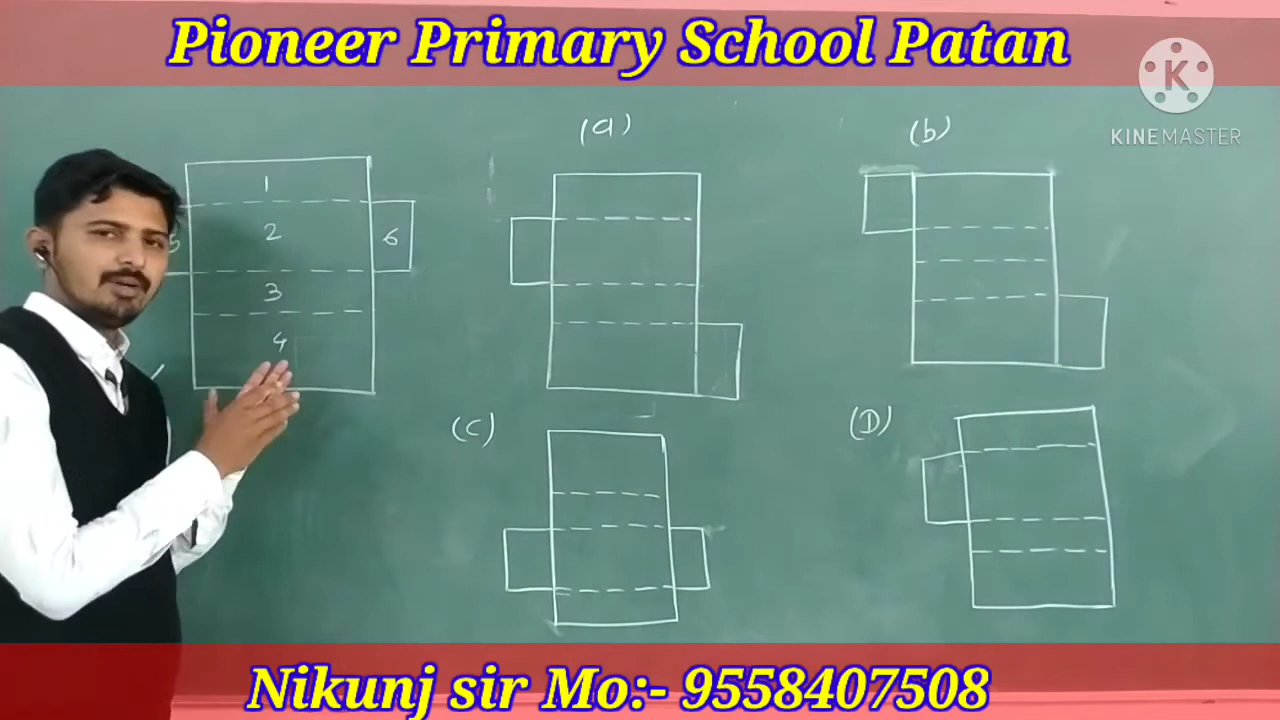 Pioneer Primary School Patan
K
KINEMASTER
(a)
(b)
1
2
5
6
3
4
(C)
(D)
Nikunj sir Mo:- 9558407508